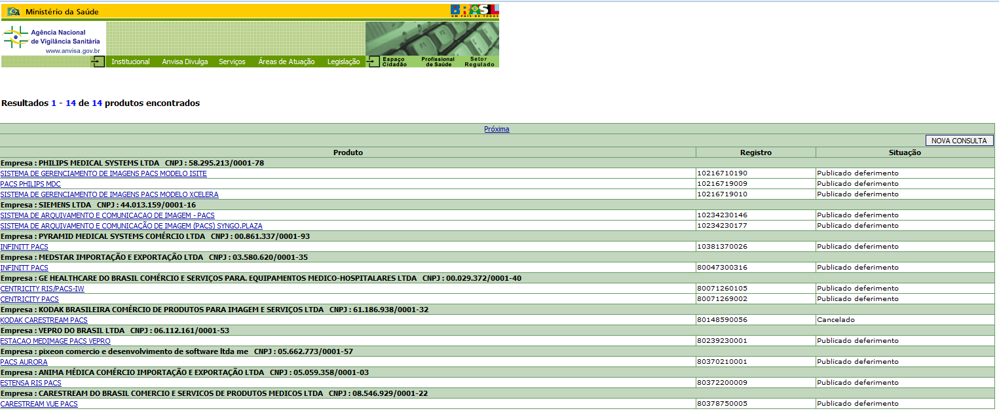 Ministério da Saúde
BRASIL
UM PAÍS DE TODOS
Agência Nacional
de Vigilância Sanitária
www.anvisa.gov.br
Institucional Anvisa Divulga Serviços Áreas de Atuação Legislação Espaço Cidadão Profissional de Saúde Setor Regulado
Resultados 1 - 14 de 14 produtos encontrados
Próxima
NOVA CONSULTA
Produto Registro Situação
Empresa : PHILIPS MEDICAL SYSTEMS LTDA CNPJ : 58.295.213/0001-78
SISTEMA DE GERENCIAMENTO DE IMAGENS PACS MODELO ISITE 10216710190 Publicado deferimento
PACS PHILIPS MDC 10216719009 Publicado deferimento
SISTEMA DE GERENCIAMENTO DE IMAGENS PACS MODELO XCELERA 10216719010 Publicado deferimento
Empresa : SIEMENS LTDA CNPJ : 44.013.159/0001-16
SISTEMA DE ARQUIVAMENTO E COMUNICACAO DE IMAGEM - PACS 10234230146 Publicado deferimento
SISTEMA DE ARQUIVAMENTO E COMUNICAÇÃO DE IMAGEM (PACS) SYNGO.PLAZA 10234230177 Publicado deferimento
Empresa : PYRAMID MEDICAL SYSTEMS COMÉRCIO LTDA CNPJ : 00.861.337/0001-93
INFINITT PACS 10381370026 Publicado deferimento
Empresa : MEDSTAR IMPORTAÇÃO E EXPORTAÇÃO LTDA CNPJ : 03.580.620/0001-35
INFINITT PACS 80047300316 Publicado deferimento
Empresa : GE HEALTHCARE DO BRASIL COMÉRCIO E SERVIÇOS PARA. EQUIPAMENTOS MEDICO-HOSPITALARES LTDA CNPJ : 00.029.372/0001-40
CENTRICITY RIS/PACS-IW 80071260105 Publicado deferimento
CENTRICITY PACS 80071269002 Publicado deferimento
Empresa : KODAK BRASILEIRA COMÉRCIO DE PRODUTOS PARA IMAGEM E SERVIÇOS LTDA CNPJ : 61.186.938/0001-32
KODAK CARESTREAM PACS 80148590056 Cancelado
Empresa : VEPRO DO BRASIL LTDA CNPJ : 06.112.161/0001-53
ESTACAO MEDIMAGE PACS VEPRO 80239230001 Publicado deferimento
Empresa : pixeon comercio e desenvolvimento de software ltda me CNPJ : 05.662.773/0001-57
PACS AURORA 80370210001 Publicado deferimento
Empresa : ANIMA MÉDICA COMÉRCIO IMPORTAÇÃO E EXPORTAÇÃO LTDA CNPJ : 05.059.358/0001-03
ESTENSA RIS PACS 80372200009 Publicado deferimento
Empresa : CARESTREAM DO BRASIL COMERCIO E SERVICOS DE PRODUTOS MEDICOS LTDA CNPJ : 08.546.929/0001-22
CARESTREAM VUE PACS 80378750005 Publicado deferimento